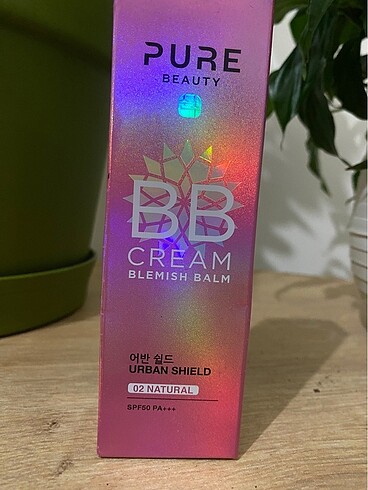 PURE
BEAUTY
BB
CREAM
BLEMISH BALM
어반 쉴드
URBAN SHIELD
02 NATURAL
SPF50 PA+++